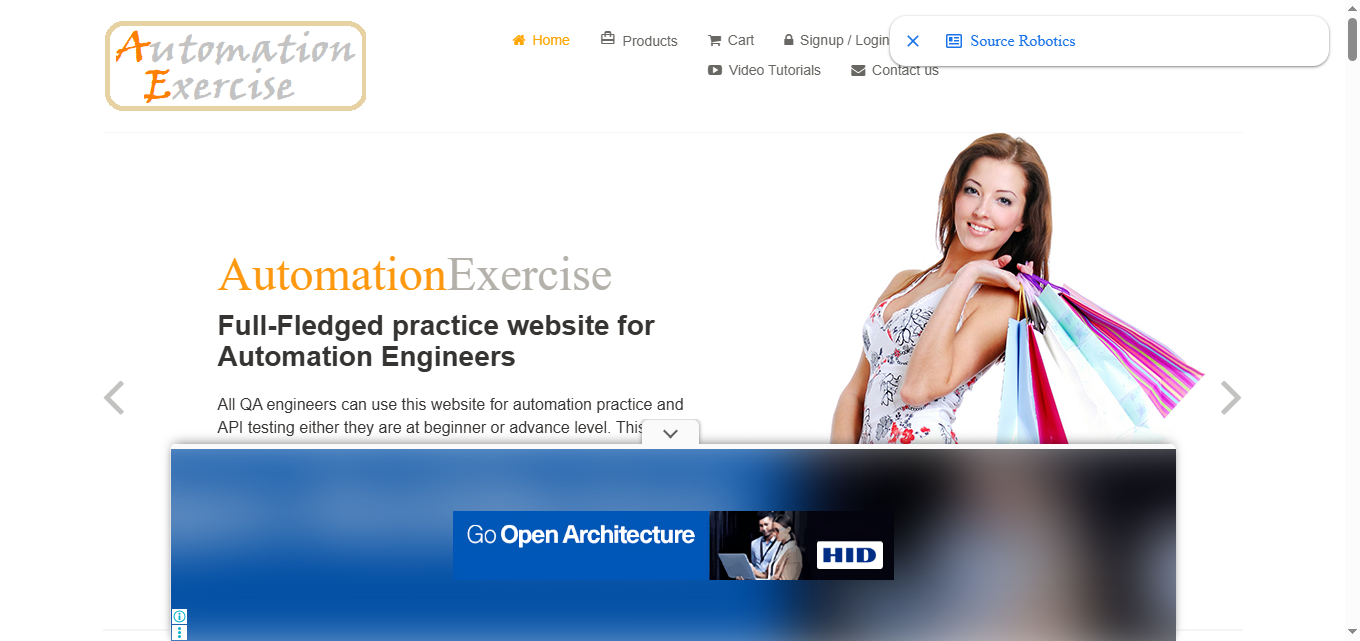 Automation
Exercise
Home
Products
Cart
Signup / Login
Source Robotics
Video Tutorials
Contact us
AutomationExercise
Full-Fledged practice website for
Automation Engineers
All QA engineers can use this website for automation practice and
API testing either they are at beginner or advance level. This
Go Open Architecture
HID